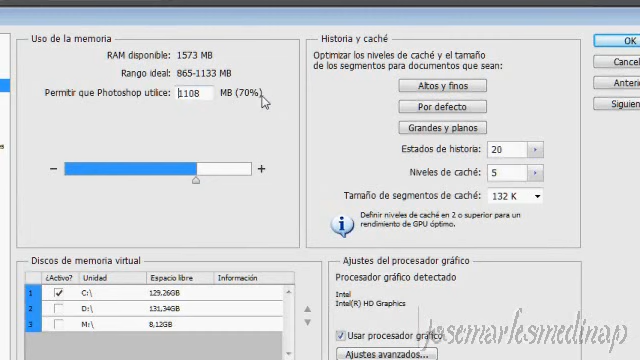 Uso de la memoria
RAM disponible: 1573 MB
Rango ideal: 865-1133 MB
Permitir que Photoshop utilice: 1108 MB (70%)
- +
Historia y caché
Optimizar los niveles de caché y el tamaño
de los segmentos para documentos que sean:
Altos y finos
Por defecto
Grandes y planos
Estados de historia: 20
Niveles de caché: 5
Tamaño de segmentos de caché: 132 K
Definir niveles de caché en 2 o superior para un
rendimiento de GPU óptimo.
OK
Cance
Anterio
Siguien
Discos de memoria virtual
¿Activo? Unidad Espacio libre Información
1 C:\ 129,26GB
2 D:\ 131,34GB
3 M:\ 8,12GB
Ajustes del procesador gráfico
Procesador gráfico detectado
Intel
Intel(R) HD Graphics
Usar procesador gráfico
Ajustes avanzados...
josemarlesmedinap